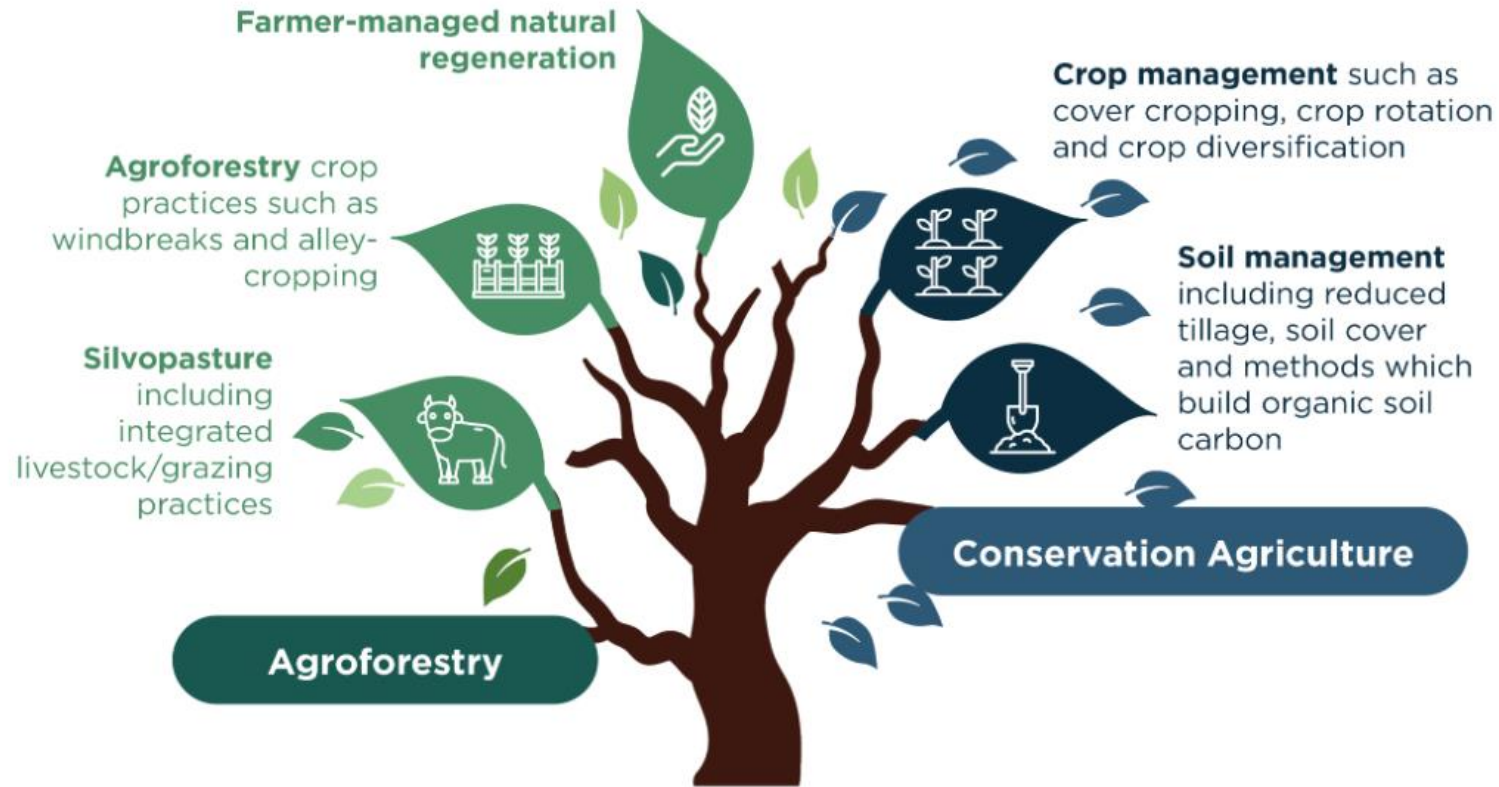 Farmer-managed natural
regeneration
Agroforestry crop
practices such as
windbreaks and alley-
cropping
Silvopasture
including
integrated
livestock/grazing
practices
Agroforestry
Crop management such as
cover cropping, crop rotation
and crop diversification
Soil management
including reduced
tillage, soil cover
and methods which
build organic soil
carbon
Conservation Agriculture